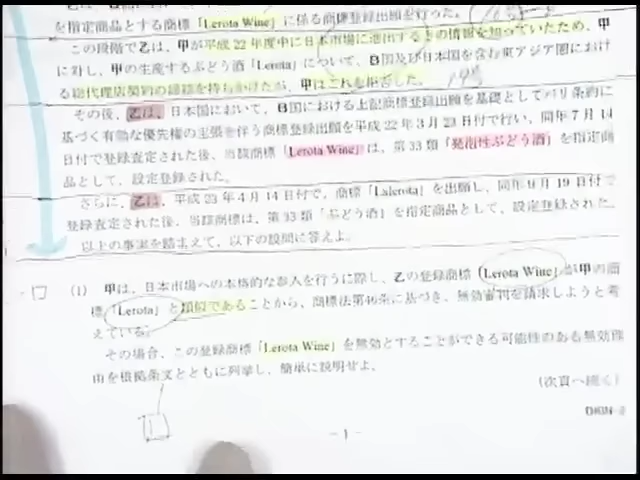 を指定商品とする商標「Lerota Wine」に係る商標登録出願を行った。
この段階で乙は、甲が平成22年度中に日本市場に進出するとの情報を知っていたため、甲
に対し、甲の生産するぶどう酒「Lerota」について、B国及び日本国を含む東アジア圏におけ
る総代理店契約の締結を持ちかけたが、甲はこれを拒否した。
その後、乙は、日本国において、B国における上記商標登録出願を基礎としてパリ条約に
基づく有効な優先権の主張を伴う商標登録出願を平成22年3月23日付で行い、同年7月14
日付で登録査定された後、当該商標「Lerota Wine」は、第33類「発泡性ぶどう酒」を指定商
品として、設定登録された。
さらに、乙は、平成23年4月14日付で、商標「Lalerota」を出願し、同年9月19日付で
登録査定された後、当該商標は、第33類「ぶどう酒」を指定商品として、設定登録された。
以上の事実を踏まえて、以下の設問に答えよ。
(1) 甲は、日本市場への本格的な参入を行うに際し、乙の登録商標「Lerota Wine」が甲の商
標「Lerota」と類似であることから、商標法第46条に基づき、無効審判を請求しようと考
えている。
その場合、この登録商標「Lerota Wine」を無効とすることができる可能性のある無効理
由を根拠条文とともに列挙し、簡単に説明せよ。
(次頁へ続く)
－1－